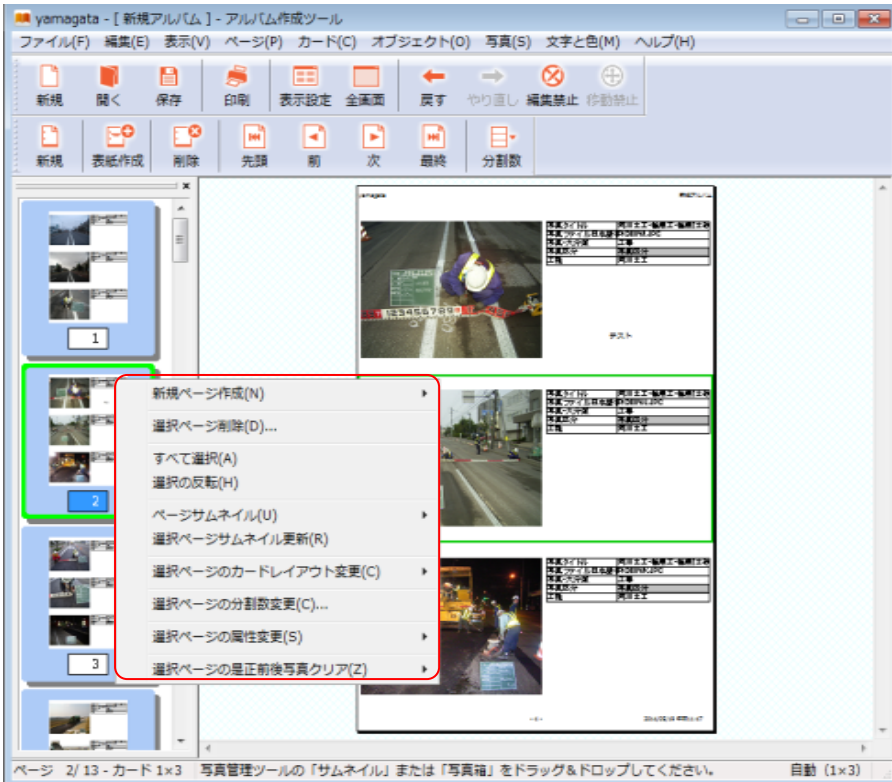 yamagata - [ 新規アルバム ] - アルバム作成ツール
ファイル(F) 編集(E) 表示(V) ページ(P) カード(C) オブジェクト(O) 写真(S) 文字と色(M) ヘルプ(H)
新規 開く 保存 印刷 表示設定 全画面 戻す やり直し 編集禁止 移動禁止
新規 表紙作成 削除 先頭 前 次 最終 分割数
yamagata
1
123456789
テスト
2
新規ページ作成(N)
選択ページ削除(D)...
すべて選択(A)
選択の反転(H)
ページサムネイル(U)
選択ページサムネイル更新(R)
選択ページのカードレイアウト変更(C)
選択ページの分割数変更(C)...
選択ページの属性変更(S)
選択ページの是正前後写真クリア(Z)
3
ページ 2/ 13 - カード 1×3 写真管理ツールの「サムネイル」または「写真箱」をドラッグ&ドロップしてください。 自動 (1×3)